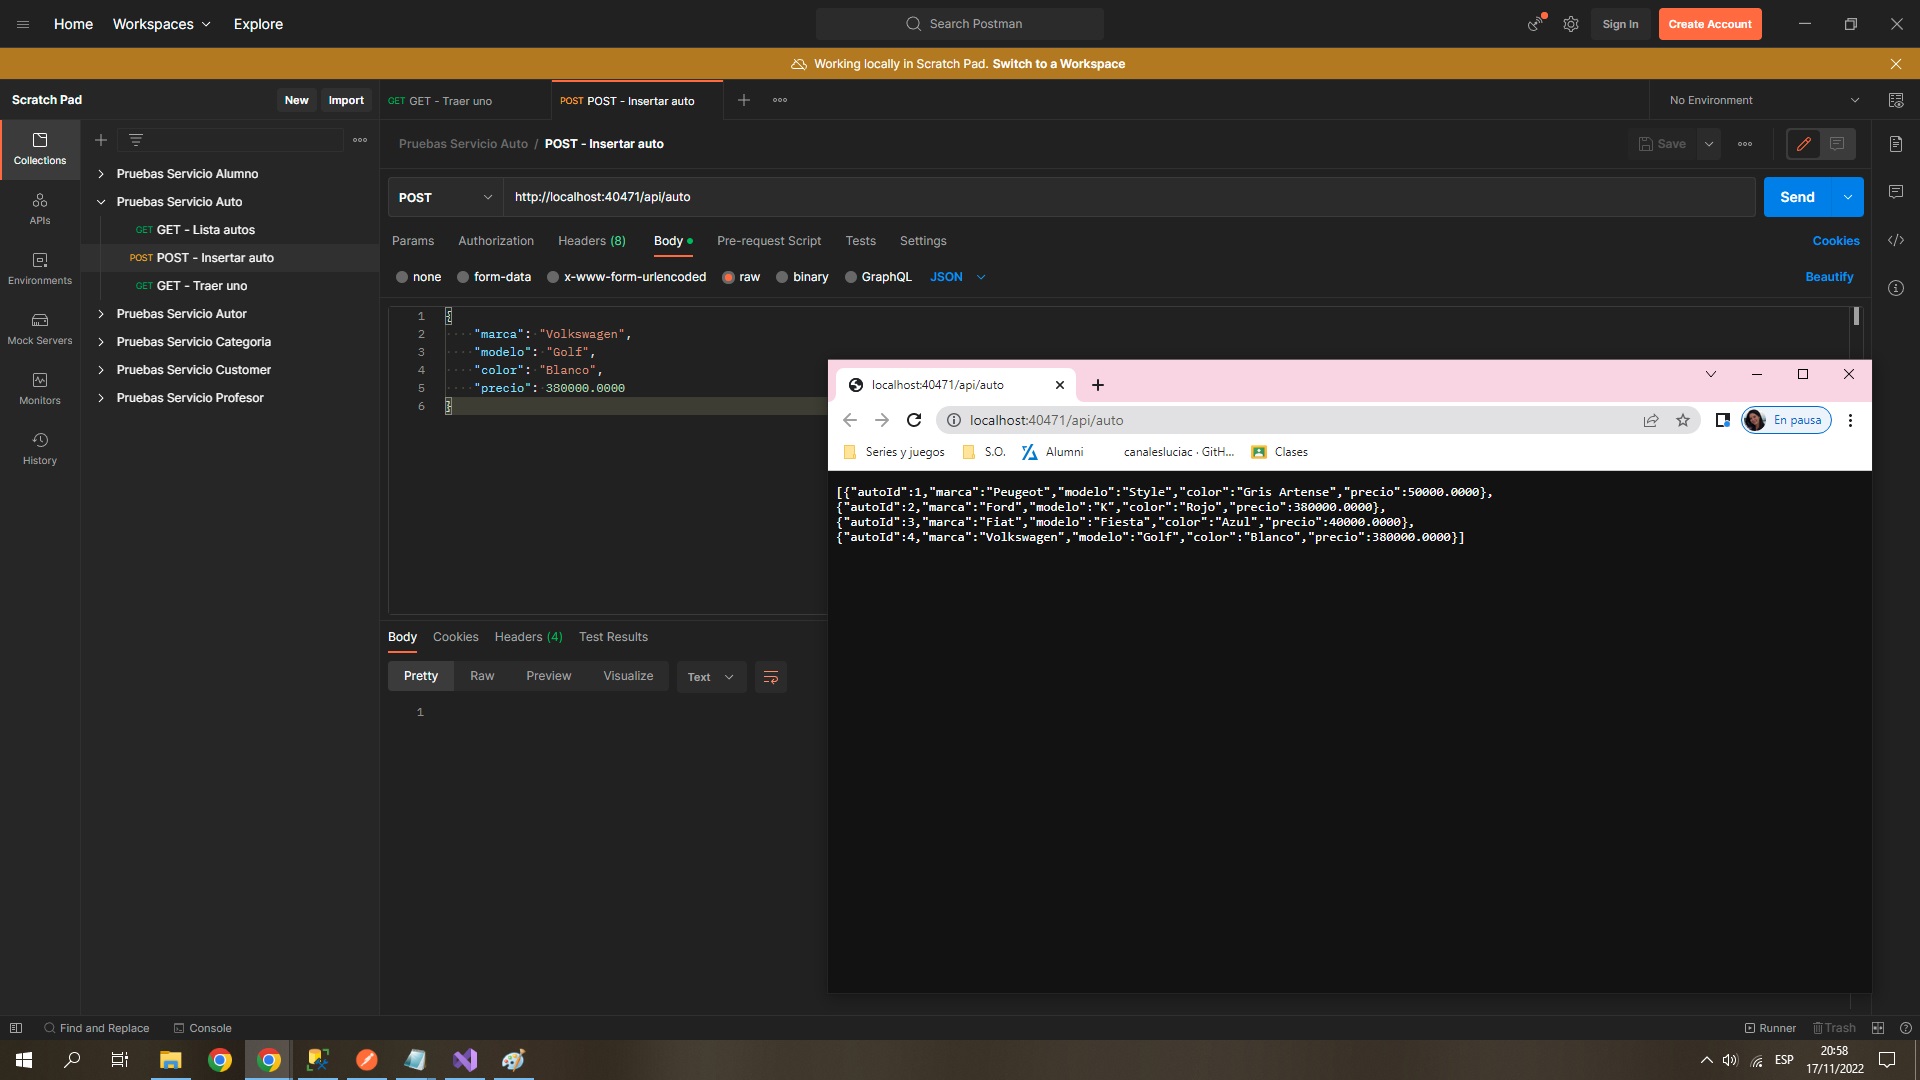 Home
Workspaces
Explore
Search Postman
Sign In
Create Account
Working locally in Scratch Pad. Switch to a Workspace
Scratch Pad
New
Import
GET GET - Traer uno
POST POST - Insertar auto
No Environment
Collections
APIs
Environments
Mock Servers
Monitors
History
Pruebas Servicio Alumno
Pruebas Servicio Auto
GET GET - Lista autos
POST POST - Insertar auto
GET GET - Traer uno
Pruebas Servicio Autor
Pruebas Servicio Categoria
Pruebas Servicio Customer
Pruebas Servicio Profesor
Pruebas Servicio Auto / POST - Insertar auto
Save
POST
http://localhost:40471/api/auto
Send
Params
Authorization
Headers (8)
Body
Pre-request Script
Tests
Settings
Cookies
none
form-data
x-www-form-urlencoded
raw
binary
GraphQL
JSON
Beautify
1 {
2 "marca": "Volkswagen",
3 "modelo": "Golf",
4 "color": "Blanco",
5 "precio": 380000.0000
6 }
localhost:40471/api/auto
localhost:40471/api/auto
En pausa
Series y juegos
S.O.
Alumni
canalesluciac · GitH...
Clases
[{"autoId":1,"marca":"Peugeot","modelo":"Style","color":"Gris Artense","precio":50000.0000},
{"autoId":2,"marca":"Ford","modelo":"K","color":"Rojo","precio":380000.0000},
{"autoId":3,"marca":"Fiat","modelo":"Fiesta","color":"Azul","precio":40000.0000},
{"autoId":4,"marca":"Volkswagen","modelo":"Golf","color":"Blanco","precio":380000.0000}]
Body
Cookies
Headers (4)
Test Results
Pretty
Raw
Preview
Visualize
Text
1
Find and Replace
Console
Runner
Trash
ESP
20:58
17/11/2022